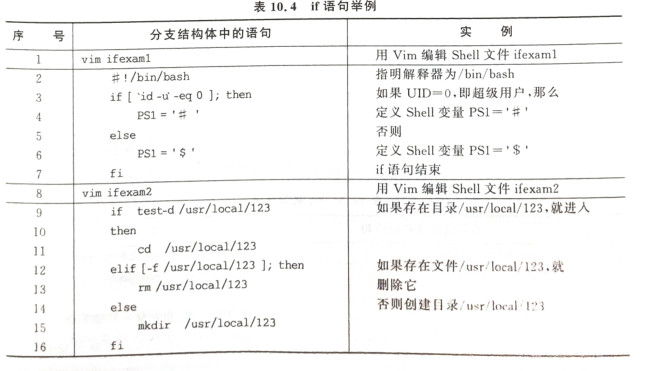 表 10.4 if 语句举例
序 号 分支结构体中的语句 实 例
1 vim ifexam1 用 Vim 编辑 Shell 文件 ifexam1
2 #!/bin/bash 指明解释器为/bin/bash
3 if [ `id -u` -eq 0 ]; then 如果 UID=0,即超级用户,那么
4 PS1 = '# ' 定义 Shell 变量 PS1='#'
5 else 否则
6 PS1 = '$ ' 定义 Shell 变量 PS1='$'
7 fi if 语句结束
8 vim ifexam2 用 Vim 编辑 Shell 文件 ifexam2
9 if test-d /usr/local/123 如果存在目录/usr/local/123,就进入
10 then
11 cd /usr/local/123
12 elif [-f /usr/local/123 ]; then 如果存在文件/usr/local/123,就
13 rm /usr/local/123 删除它
14 else 否则创建目录/usr/local/123
15 mkdir /usr/local/123
16 fi